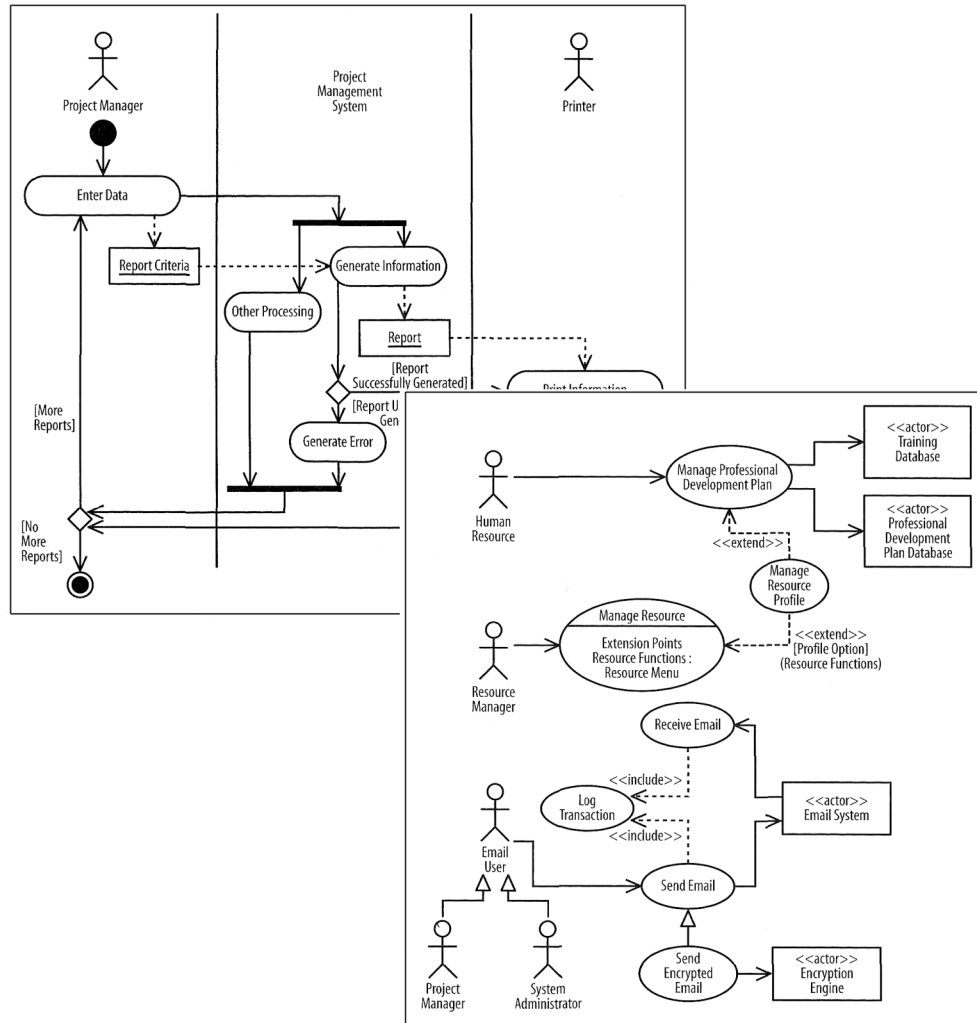 Project Manager
Project
Management
System
Printer
Enter Data
Report Criteria
Generate Information
Other Processing
Report
[Report
Successfully Generated]
Print Information
[Report U
Gen
Generate Error
[More
Reports]
[No
More
Reports]
Human
Resource
Manage Professional
Development Plan
<<actor>>
Training
Database
<<actor>>
Professional
Development
Plan Database
<<extend>>
Manage
Resource
Profile
Resource
Manager
Manage Resource
Extension Points
Resource Functions :
Resource Menu
<<extend>>
[Profile Option]
(Resource Functions)
Receive Email
<<include>>
Log
Transaction
<<include>>
<<actor>>
Email System
Email
User
Send Email
Project
Manager
System
Administrator
Send
Encrypted
Email
<<actor>>
Encryption
Engine